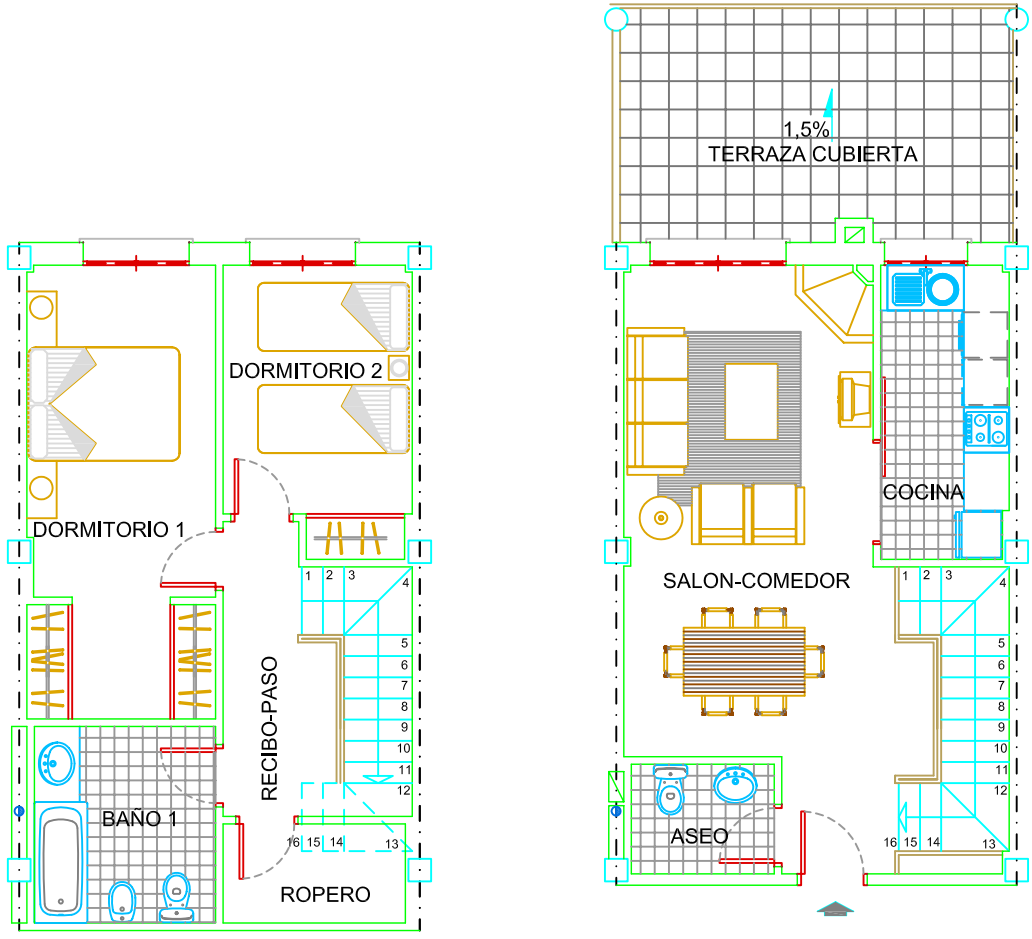 1,5%
TERRAZA CUBIERTA
DORMITORIO 2
DORMITORIO 1
RECIBO-PASO
BAÑO 1
ROPERO
1 2 3 4
5
6
7
8
9
10
11
12
16 15 14 13
COCINA
SALON-COMEDOR
ASEO
1 2 3 4
5
6
7
8
9
10
11
12
16 15 14 13